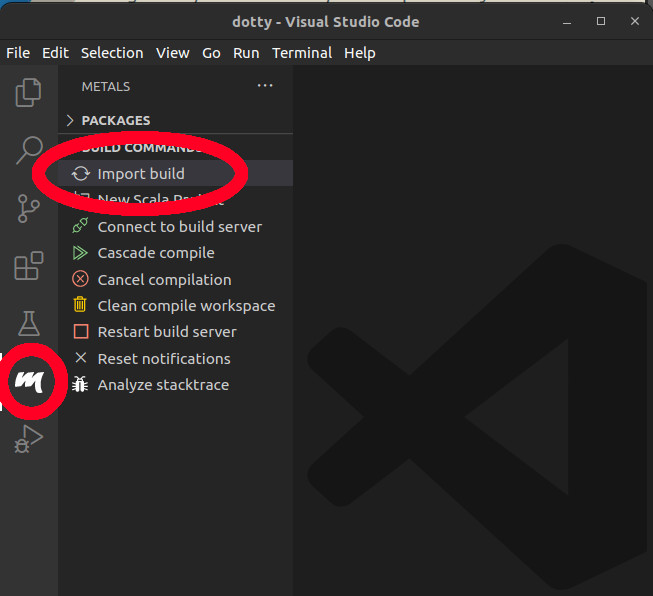 dotty - Visual Studio Code
File Edit Selection View Go Run Terminal Help
METALS
PACKAGES
BUILD COMMANDS
Import build
New Scala Project
Connect to build server
Cascade compile
Cancel compilation
Clean compile workspace
Restart build server
Reset notifications
Analyze stacktrace